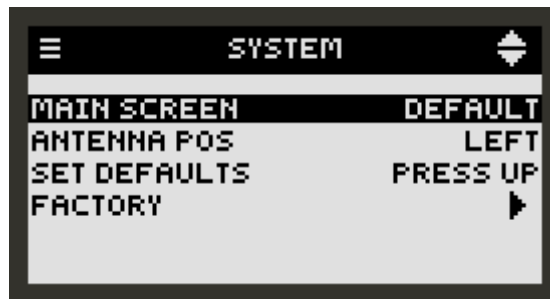 SYSTEM
MAIN SCREEN DEFAULT
ANTENNA POS LEFT
SET DEFAULTS PRESS UP
FACTORY